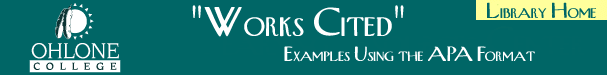 "WORKS CITED"
LIBRARY HOME
EXAMPLES USING THE APA FORMAT
OHLONE
COLLEGE